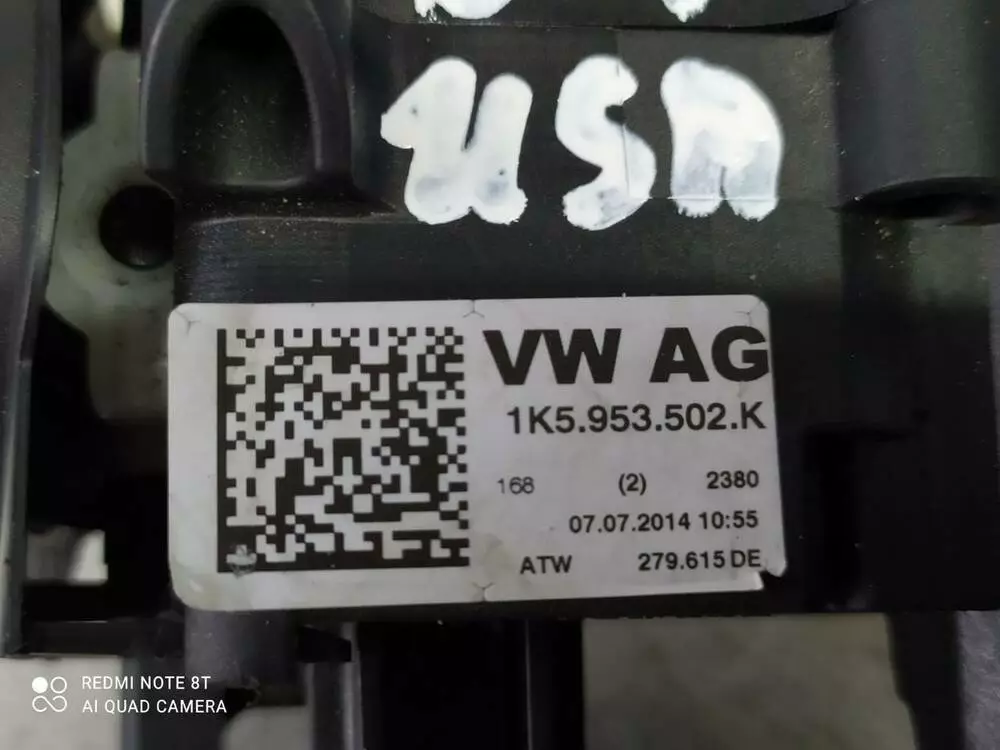 USA
VW AG
1K5.953.502.K
168 (2) 2380
07.07.2014 10:55
ATW 279.615 DE
REDMI NOTE 8T
AI QUAD CAMERA